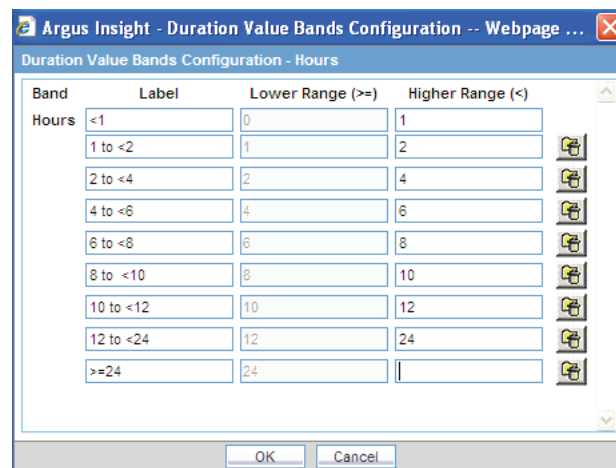 Argus Insight - Duration Value Bands Configuration -- Webpage ...
Duration Value Bands Configuration - Hours
Band Label Lower Range (>=) Higher Range (<)
Hours <1 0 1
1 to <2 1 2
2 to <4 2 4
4 to <6 4 6
6 to <8 6 8
8 to <10 8 10
10 to <12 10 12
12 to <24 12 24
>=24 24
OK Cancel